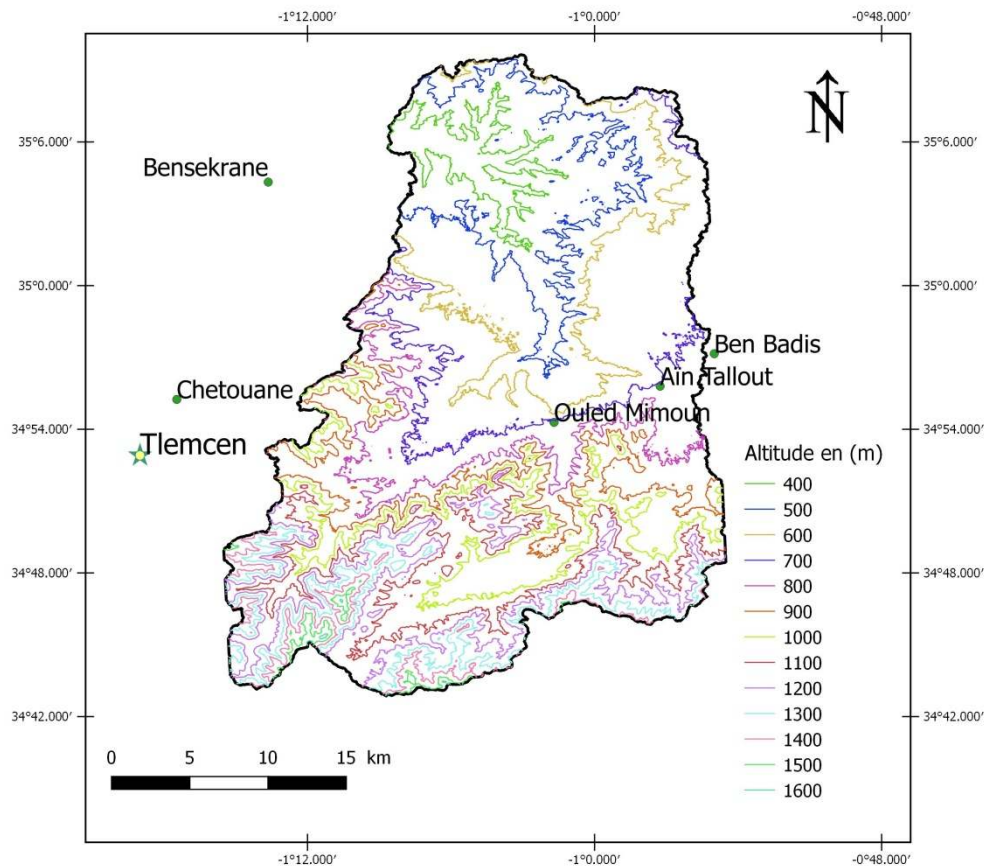 -1°12.000′ -1°0.000′ -0°48.000′
N
35°6.000′ 35°6.000′
Bensekrane
35°0.000′ 35°0.000′
Ben Badis
Ain Tallout
Chetouane
Ouled Mimoun
34°54.000′ 34°54.000′
Tlemcen
Altitude en (m)
400
500
600
700
800
900
1000
1100
1200
1300
1400
1500
1600
34°48.000′ 34°48.000′
34°42.000′ 34°42.000′
0 5 10 15 km
-1°12.000′ -1°0.000′ -0°48.000′